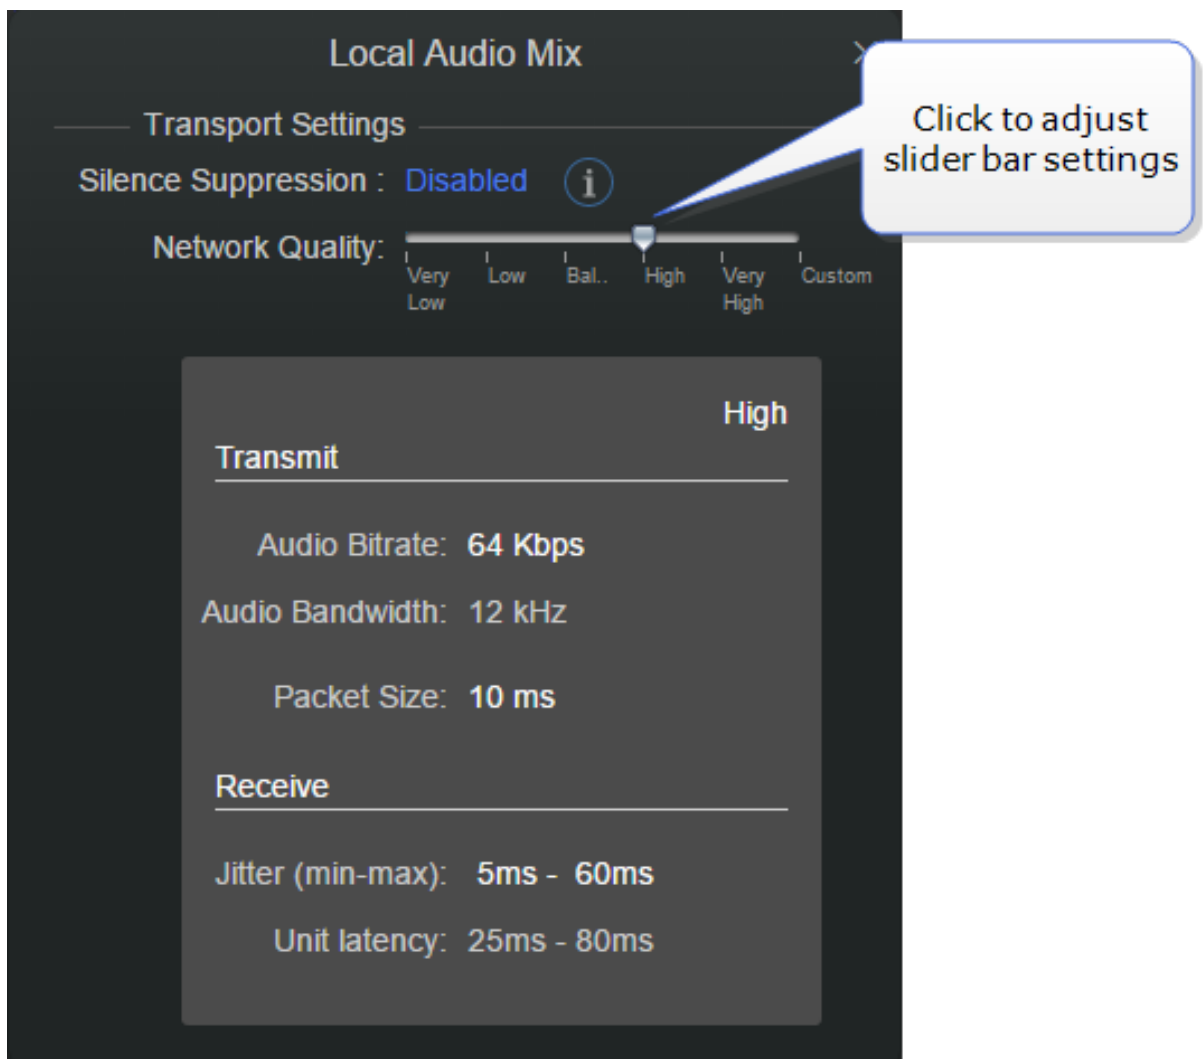 Local Audio Mix
Click to adjust
slider bar settings
Transport Settings
Silence Suppression : Disabled i
Network Quality:
Very Low
Low
Bal..
High
Very High
Custom
High
Transmit
Audio Bitrate: 64 Kbps
Audio Bandwidth: 12 kHz
Packet Size: 10 ms
Receive
Jitter (min-max): 5ms - 60ms
Unit latency: 25ms - 80ms